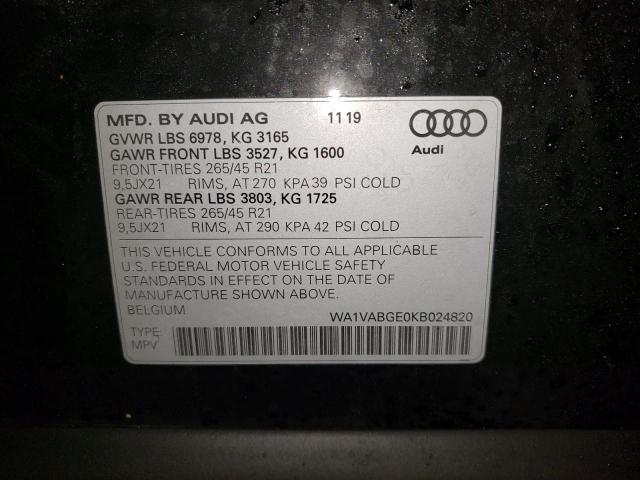 MFD. BY AUDI AG 11 19
GVWR LBS 6978, KG 3165
GAWR FRONT LBS 3527, KG 1600
FRONT-TIRES 265/45 R21
9,5JX21 RIMS, AT 270 KPA 39 PSI COLD
GAWR REAR LBS 3803, KG 1725
REAR-TIRES 265/45 R21
9,5JX21 RIMS, AT 290 KPA 42 PSI COLD
Audi
THIS VEHICLE CONFORMS TO ALL APPLICABLE
U.S. FEDERAL MOTOR VEHICLE SAFETY
STANDARDS IN EFFECT ON THE DATE OF
MANUFACTURE SHOWN ABOVE.
BELGIUM WA1VABGE0KB024820
TYPE:
MPV